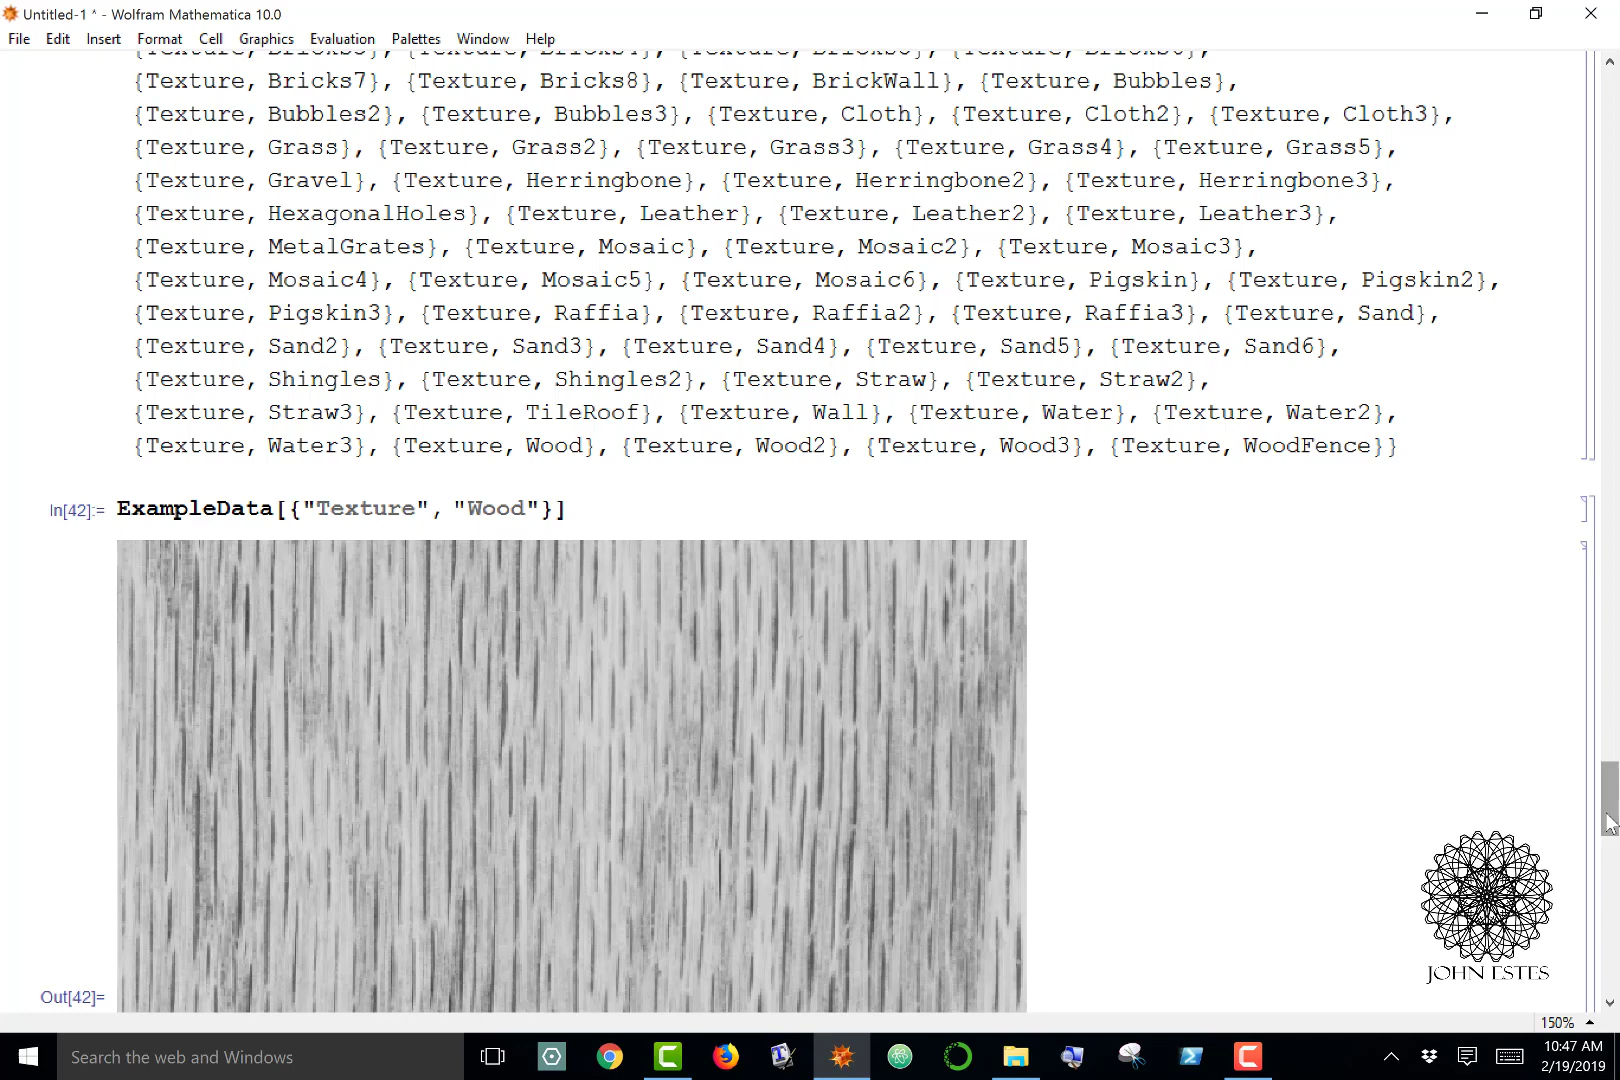 Untitled-1 * - Wolfram Mathematica 10.0
File Edit Insert Format Cell Graphics Evaluation Palettes Window Help
{Texture, Bricks7}, {Texture, Bricks8}, {Texture, BrickWall}, {Texture, Bubbles},
{Texture, Bubbles2}, {Texture, Bubbles3}, {Texture, Cloth}, {Texture, Cloth2}, {Texture, Cloth3},
{Texture, Grass}, {Texture, Grass2}, {Texture, Grass3}, {Texture, Grass4}, {Texture, Grass5},
{Texture, Gravel}, {Texture, Herringbone}, {Texture, Herringbone2}, {Texture, Herringbone3},
{Texture, HexagonalHoles}, {Texture, Leather}, {Texture, Leather2}, {Texture, Leather3},
{Texture, MetalGrates}, {Texture, Mosaic}, {Texture, Mosaic2}, {Texture, Mosaic3},
{Texture, Mosaic4}, {Texture, Mosaic5}, {Texture, Mosaic6}, {Texture, Pigskin}, {Texture, Pigskin2},
{Texture, Pigskin3}, {Texture, Raffia}, {Texture, Raffia2}, {Texture, Raffia3}, {Texture, Sand},
{Texture, Sand2}, {Texture, Sand3}, {Texture, Sand4}, {Texture, Sand5}, {Texture, Sand6},
{Texture, Shingles}, {Texture, Shingles2}, {Texture, Straw}, {Texture, Straw2},
{Texture, Straw3}, {Texture, TileRoof}, {Texture, Wall}, {Texture, Water}, {Texture, Water2},
{Texture, Water3}, {Texture, Wood}, {Texture, Wood2}, {Texture, Wood3}, {Texture, WoodFence}}
In[42]:= ExampleData[{"Texture", "Wood"}]
Out[42]=
JOHN ESTES
150%
Search the web and Windows
10:47 AM
2/19/2019